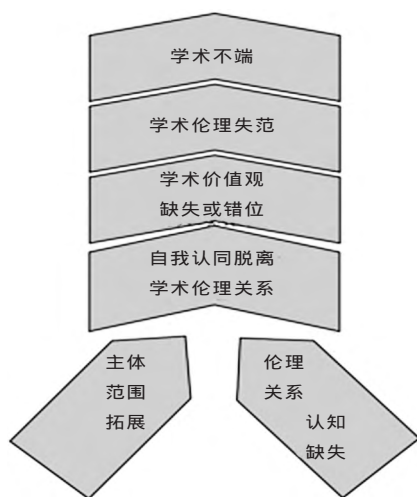 学术不端
学术伦理失范
学术价值观
缺失或错位
自我认同脱离
学术伦理关系
主体
范围
拓展
伦理
关系
认知
缺失